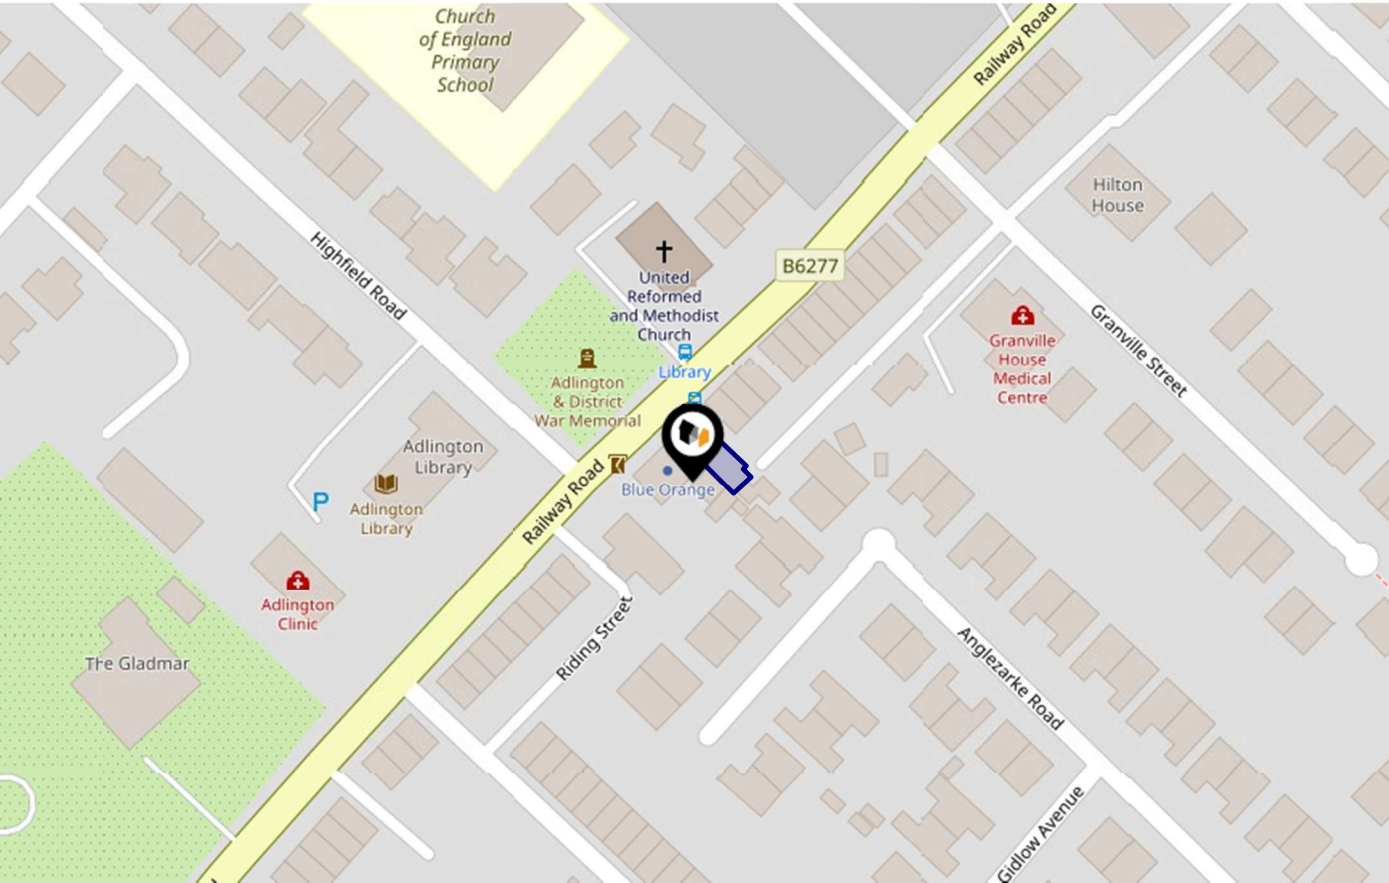 Church
of England
Primary
School
Railway Road
Hilton
House
Highfield Road
B6277
United
Reformed
and Methodist
Church
Library
Granville
House
Medical
Centre
Granville Street
Adlington
& District
War Memorial
Adlington
Library
P
Adlington
Library
Blue Orange
Railway Road
Adlington
Clinic
Riding Street
The Gladmar
Anglezarke Road
Gidlow Avenue